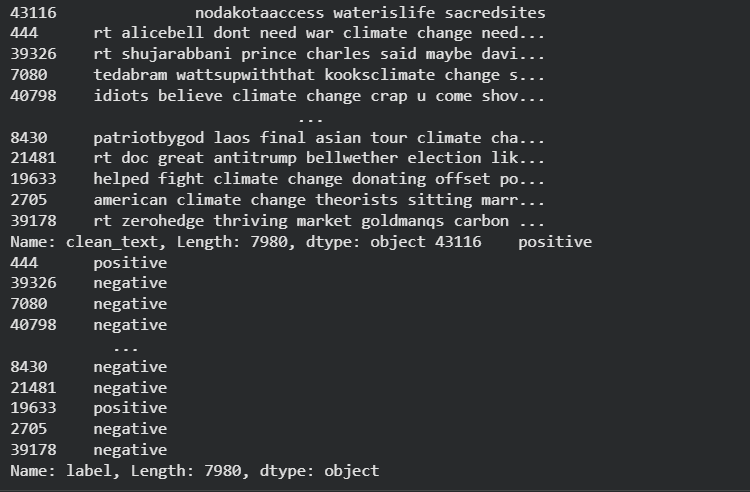 43116 nodakotaaccess waterislife sacredsites
444 rt alicebell dont need war climate change need...
39326 rt shujarabbani prince charles said maybe davi...
7080 tedabram wattsupwiththat kooksclimate change s...
40798 idiots believe climate change crap u come shov...
...
8430 patriotbygod laos final asian tour climate cha...
21481 rt doc great antitrump bellwether election lik...
19633 helped fight climate change donating offset po...
2705 american climate change theorists sitting marr...
39178 rt zerohedge thriving market goldmanqs carbon ...
Name: clean_text, Length: 7980, dtype: object 43116 positive
444 positive
39326 negative
7080 negative
40798 negative
...
8430 negative
21481 negative
19633 positive
2705 negative
39178 negative
Name: label, Length: 7980, dtype: object